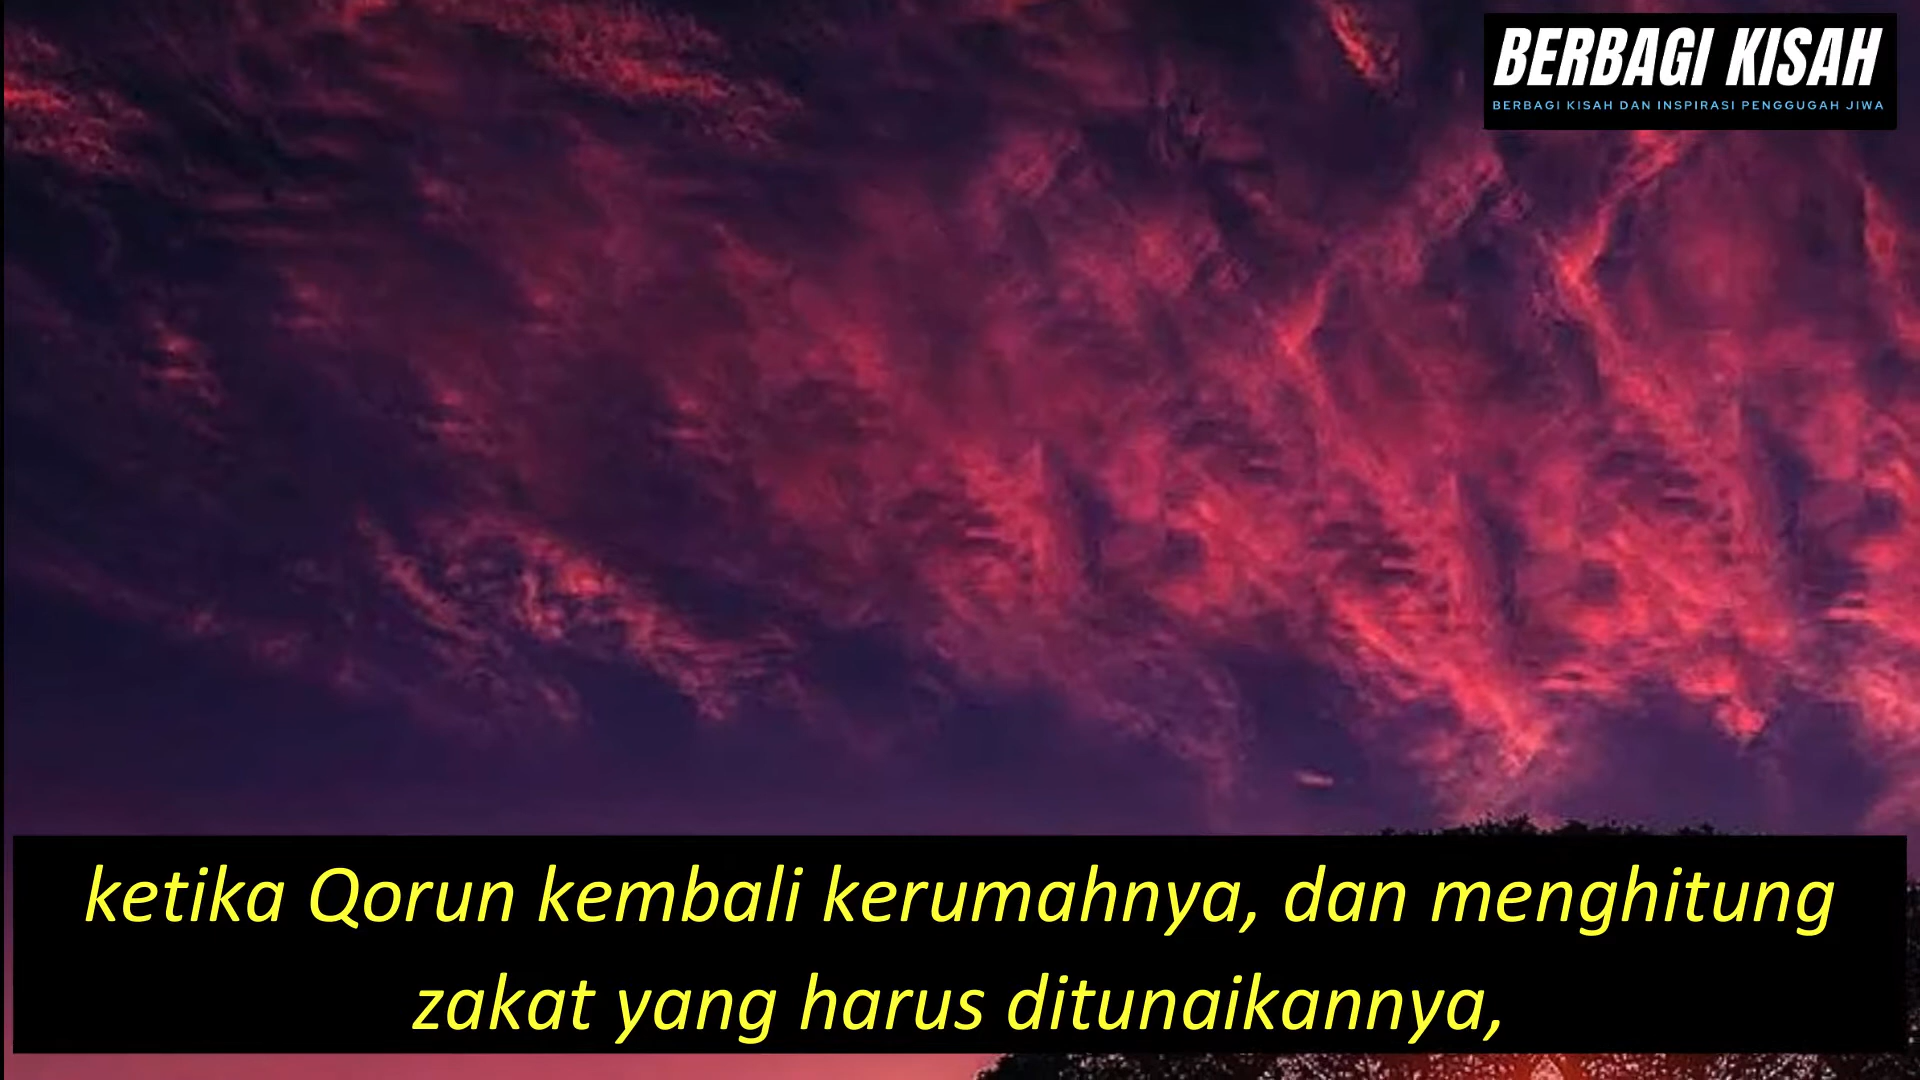 BERBAGI KISAH
BERBAGI KISAH DAN INSPIRASI PENGGUGAH JIWA
ketika Qorun kembali kerumahnya, dan menghitung
zakat yang harus ditunaikannya,